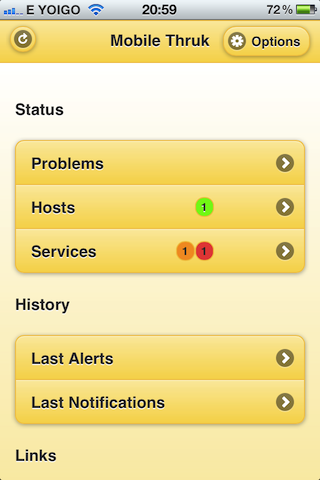 E YOIGO 20:59 72 %
Mobile Thruk Options
Status
Problems
Hosts 1
Services 1 1
History
Last Alerts
Last Notifications
Links